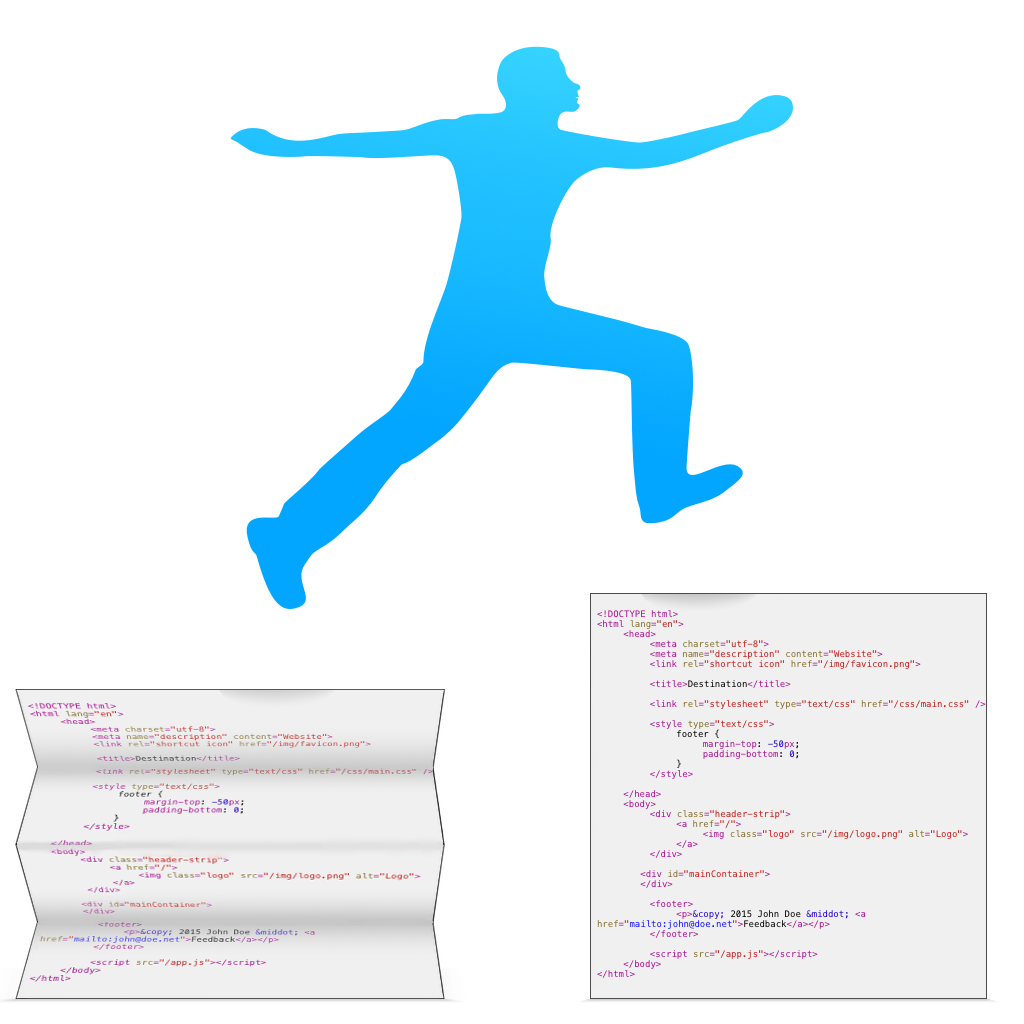 <!DOCTYPE html>
<html lang="en">
<head>
<meta charset="utf-8">
<meta name="description" content="Website">
<link rel="shortcut icon" href="/img/favicon.png">
<title>Destination</title>
<link rel="stylesheet" type="text/css" href="/css/main.css" />
<style type="text/css">
footer {
margin-top: -50px;
padding-bottom: 0;
}
</style>
</head>
<body>
<div class="header-strip">
<a href="/">
<img class="logo" src="/img/logo.png" alt="Logo">
</a>
</div>
<div id="mainContainer">
</div>
<footer>
<p>&copy; 2015 John Doe &middot; <a
href="mailto:john@doe.net">Feedback</a></p>
</footer>
<script src="/app.js"></script>
</body>
</html>
<!DOCTYPE html>
<html lang="en">
<head>
<meta charset="utf-8">
<meta name="description" content="Website">
<link rel="shortcut icon" href="/img/favicon.png">
<title>Destination</title>
<link rel="stylesheet" type="text/css" href="/css/main.css" />
<style type="text/css">
footer {
margin-top: -50px;
padding-bottom: 0;
}
</style>
</head>
<body>
<div class="header-strip">
<a href="/">
<img class="logo" src="/img/logo.png" alt="Logo">
</a>
</div>
<div id="mainContainer">
</div>
<footer>
<p>&copy; 2015 John Doe &middot; <a
href="mailto:john@doe.net">Feedback</a></p>
</footer>
<script src="/app.js"></script>
</body>
</html>